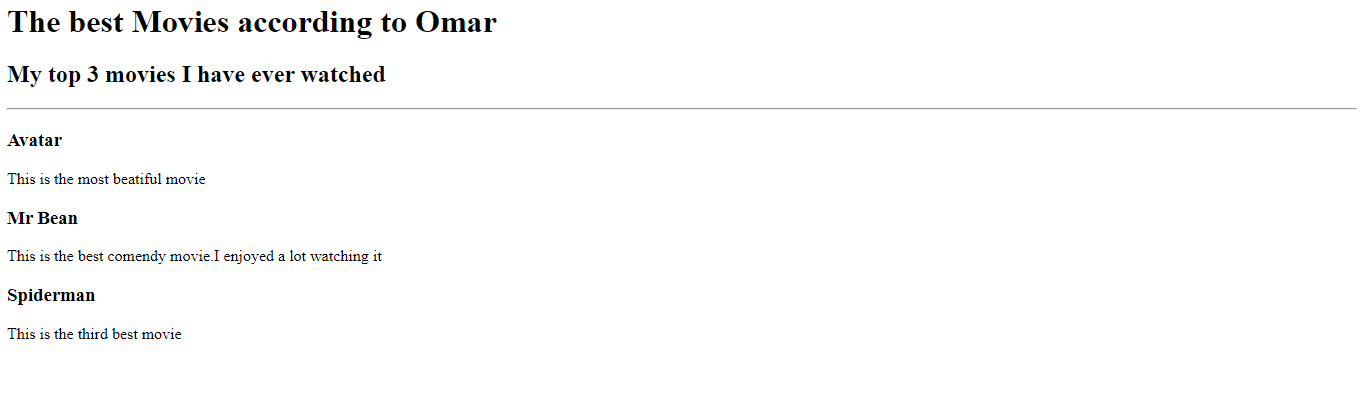 The best Movies according to Omar
My top 3 movies I have ever watched
Avatar
This is the most beatiful movie
Mr Bean
This is the best comendy movie.I enjoyed a lot watching it
Spiderman
This is the third best movie